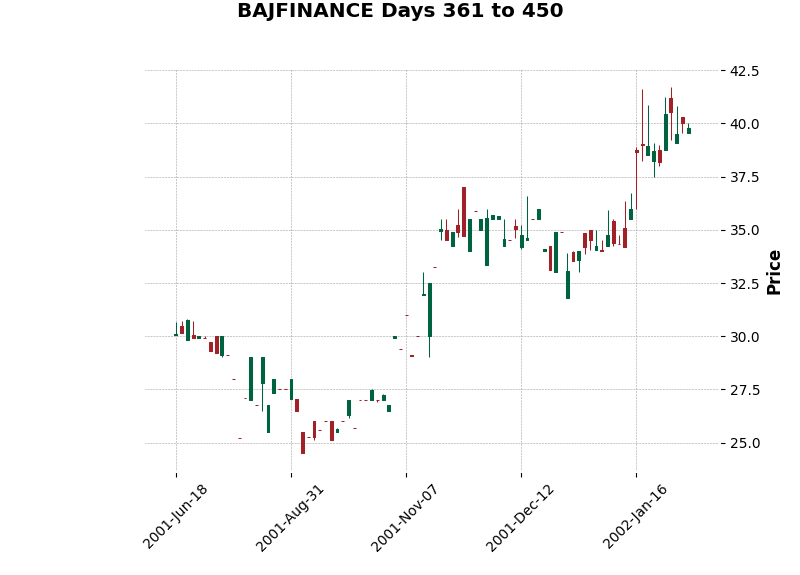 BAJFINANCE Days 361 to 450
42.5
40.0
37.5
35.0
32.5
30.0
27.5
25.0
Price
2001-Jun-18
2001-Aug-31
2001-Nov-07
2001-Dec-12
2002-Jan-16